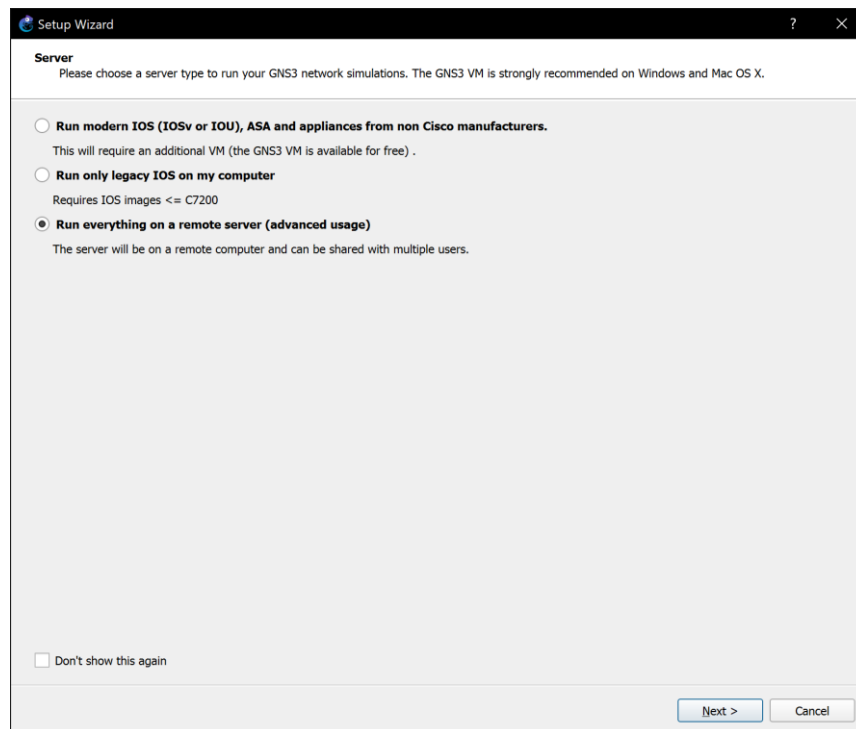 Setup Wizard
Server
Please choose a server type to run your GNS3 network simulations. The GNS3 VM is strongly recommended on Windows and Mac OS X.
Run modern IOS (IOSv or IOU), ASA and appliances from non Cisco manufacturers.
This will require an additional VM (the GNS3 VM is available for free) .
Run only legacy IOS on my computer
Requires IOS images <= C7200
Run everything on a remote server (advanced usage)
The server will be on a remote computer and can be shared with multiple users.
Don't show this again
Next > Cancel